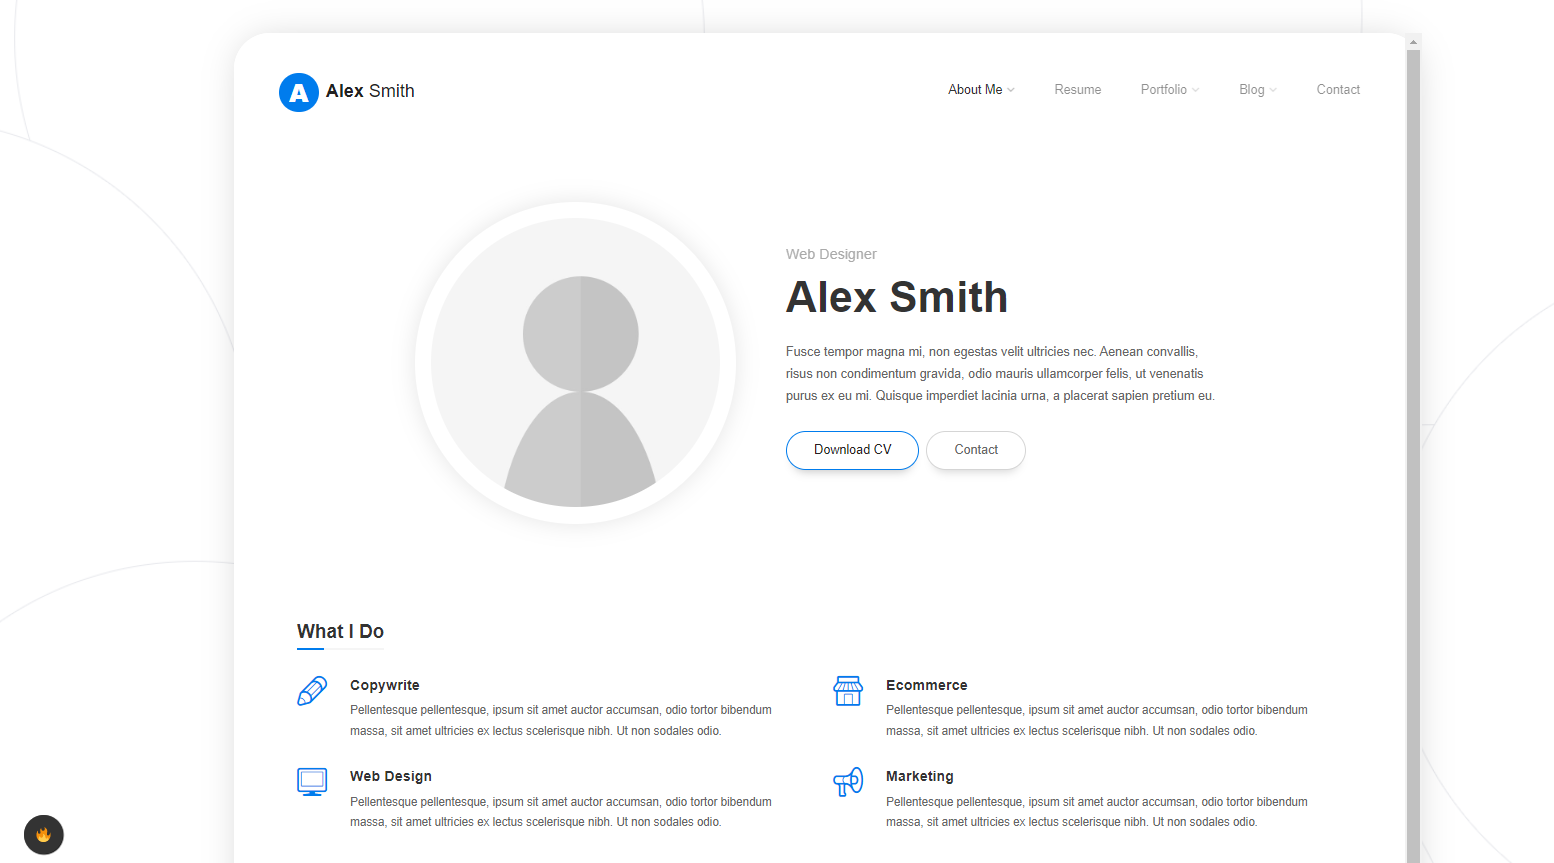 A Alex Smith
About Me
Resume
Portfolio
Blog
Contact
Web Designer
Alex Smith
Fusce tempor magna mi, non egestas velit ultricies nec. Aenean convallis,
risus non condimentum gravida, odio mauris ullamcorper felis, ut venenatis
purus ex eu mi. Quisque imperdiet lacinia urna, a placerat sapien pretium eu.
Download CV
Contact
What I Do
Copywrite
Pellentesque pellentesque, ipsum sit amet auctor accumsan, odio tortor bibendum
massa, sit amet ultricies ex lectus scelerisque nibh. Ut non sodales odio.
Ecommerce
Pellentesque pellentesque, ipsum sit amet auctor accumsan, odio tortor bibendum
massa, sit amet ultricies ex lectus scelerisque nibh. Ut non sodales odio.
Web Design
Pellentesque pellentesque, ipsum sit amet auctor accumsan, odio tortor bibendum
massa, sit amet ultricies ex lectus scelerisque nibh. Ut non sodales odio.
Marketing
Pellentesque pellentesque, ipsum sit amet auctor accumsan, odio tortor bibendum
massa, sit amet ultricies ex lectus scelerisque nibh. Ut non sodales odio.